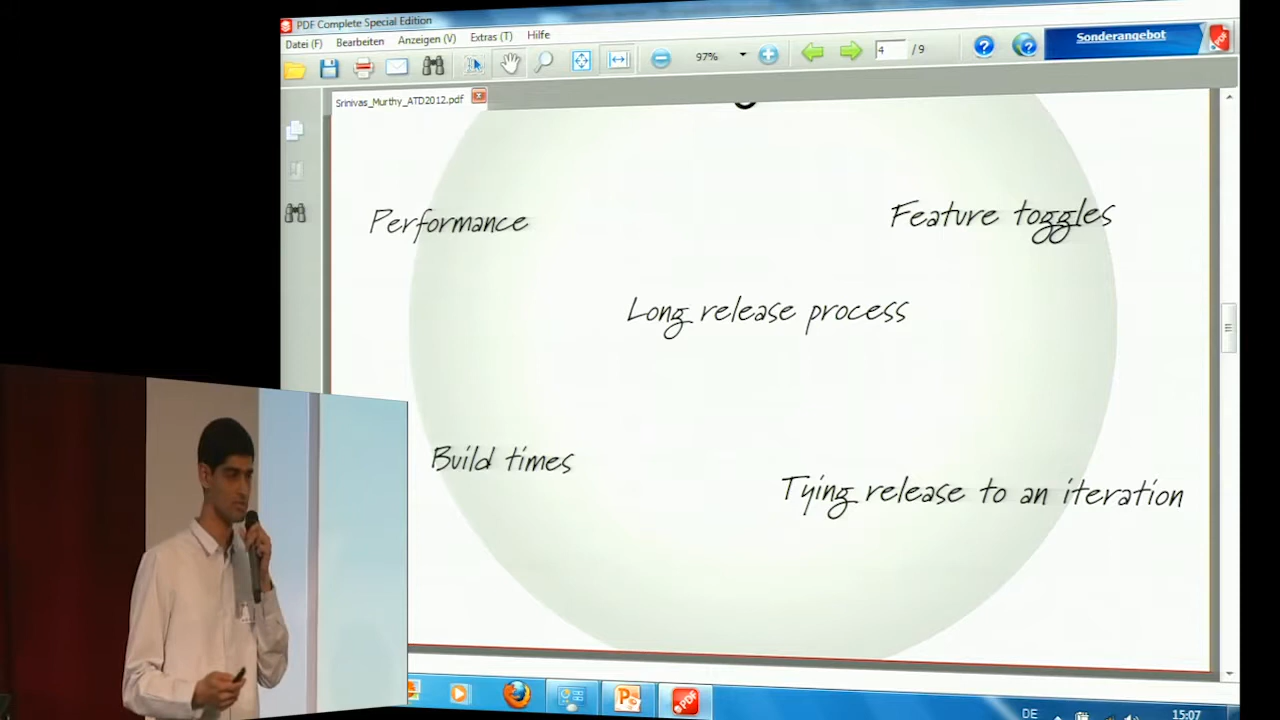 PDF Complete Special Edition
Datei (F) Bearbeiten Anzeigen (V) Extras (T) Hilfe
97% 4 / 9 Sonderangebot
Srinivas_Murthy_ATD2012.pdf
Performance
Feature toggles
Long release process
Build times
Tying release to an iteration
DE 15:07